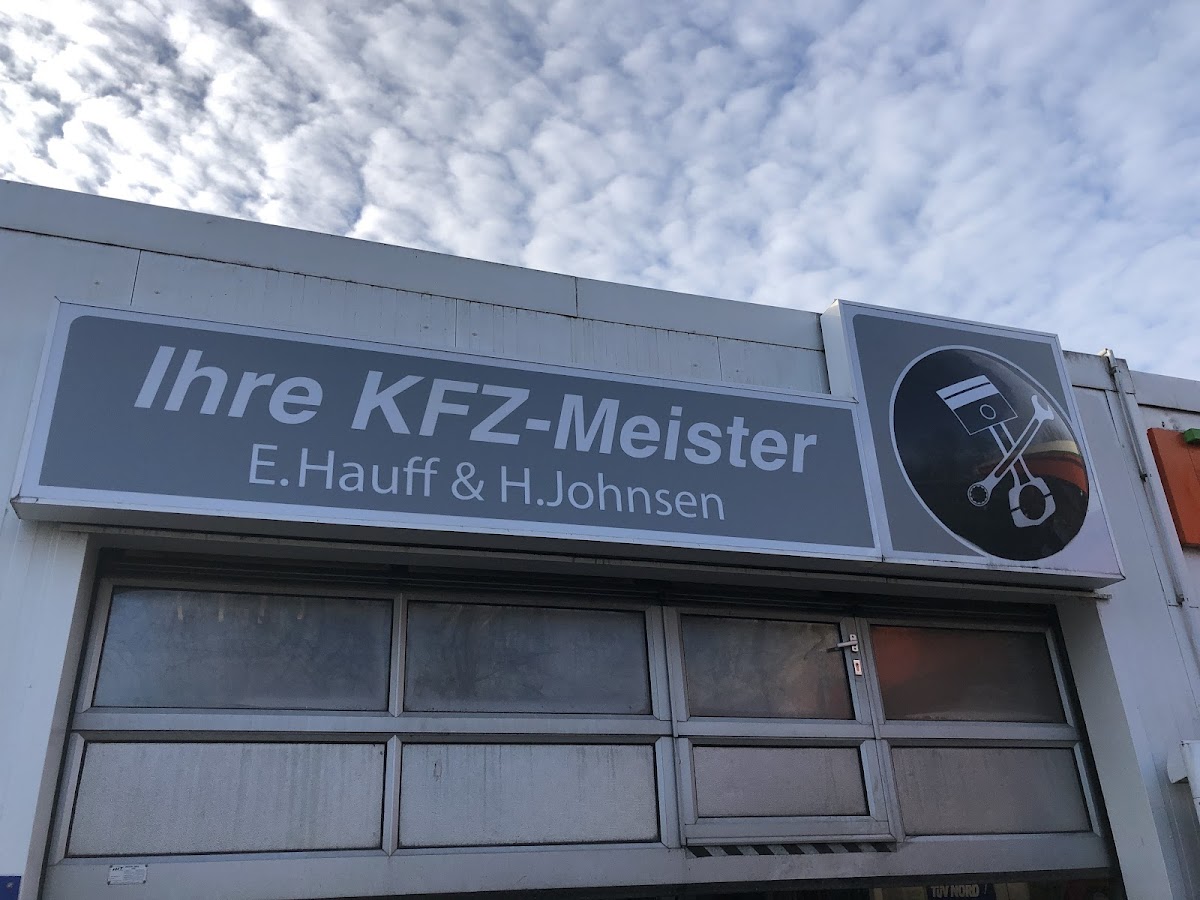 Ihre KFZ-Meister
E.Hauff & H.Johnsen
TÜV NORD